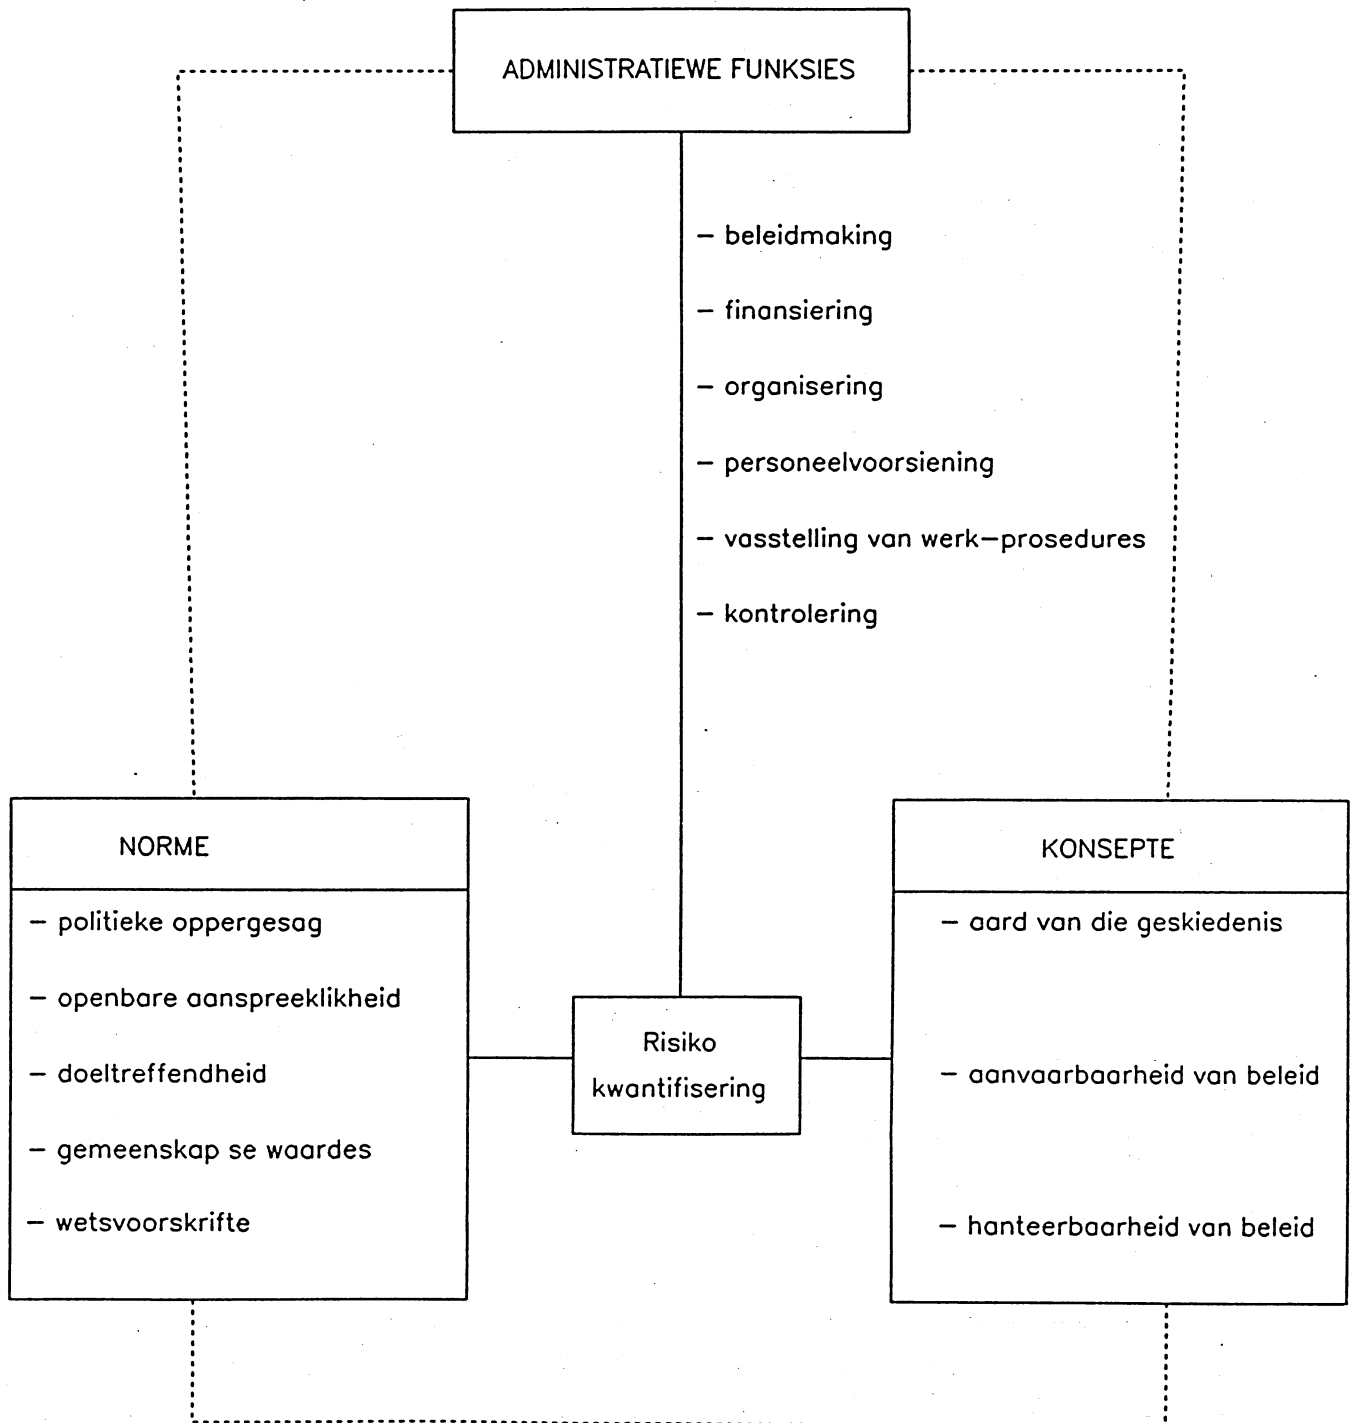 ADMINISTRATIEWE FUNKSIES
– beleidmaking
– finansiering
– organisering
– personeelvoorsiening
– vasstelling van werk–prosedures
– kontrolering
NORME
– politieke oppergesag
– openbare aanspreeklikheid
– doeltreffendheid
– gemeenskap se waardes
– wetsvoorskrifte
Risiko
kwantifisering
KONSEPTE
– aard van die geskiedenis
– aanvaarbaarheid van beleid
– hanteerbaarheid van beleid